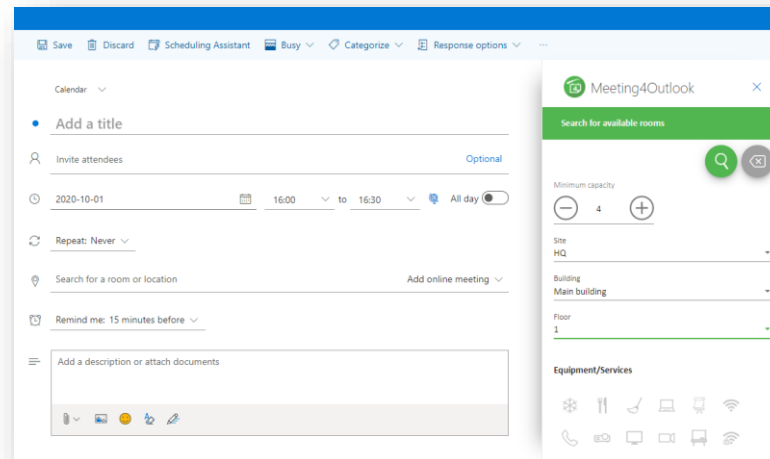 Save Discard Scheduling Assistant Busy Categorize Response options ...
Calendar
Add a title
Invite attendees Optional
2020-10-01 16:00 to 16:30 All day
Repeat: Never
Search for a room or location Add online meeting
Remind me: 15 minutes before
Add a description or attach documents
Meeting4Outlook
Search for available rooms
Minimum capacity
4
Site
HQ
Building
Main building
Floor
1
Equipment/Services